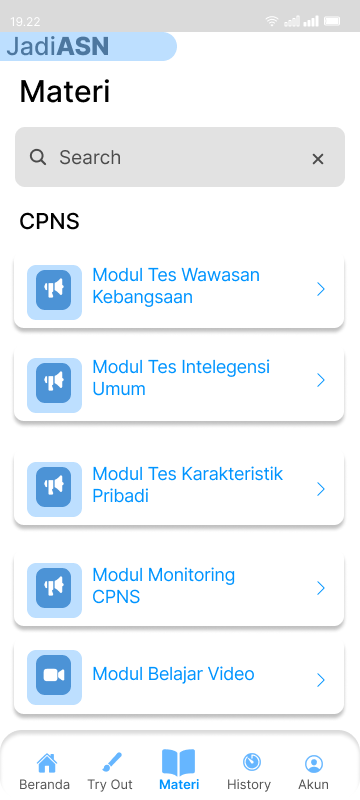 19.22
JadiASN
Materi
Search
CPNS
Modul Tes Wawasan
Kebangsaan
Modul Tes Intelegensi
Umum
Modul Tes Karakteristik
Pribadi
Modul Monitoring
CPNS
Modul Belajar Video
Beranda Try Out Materi History Akun